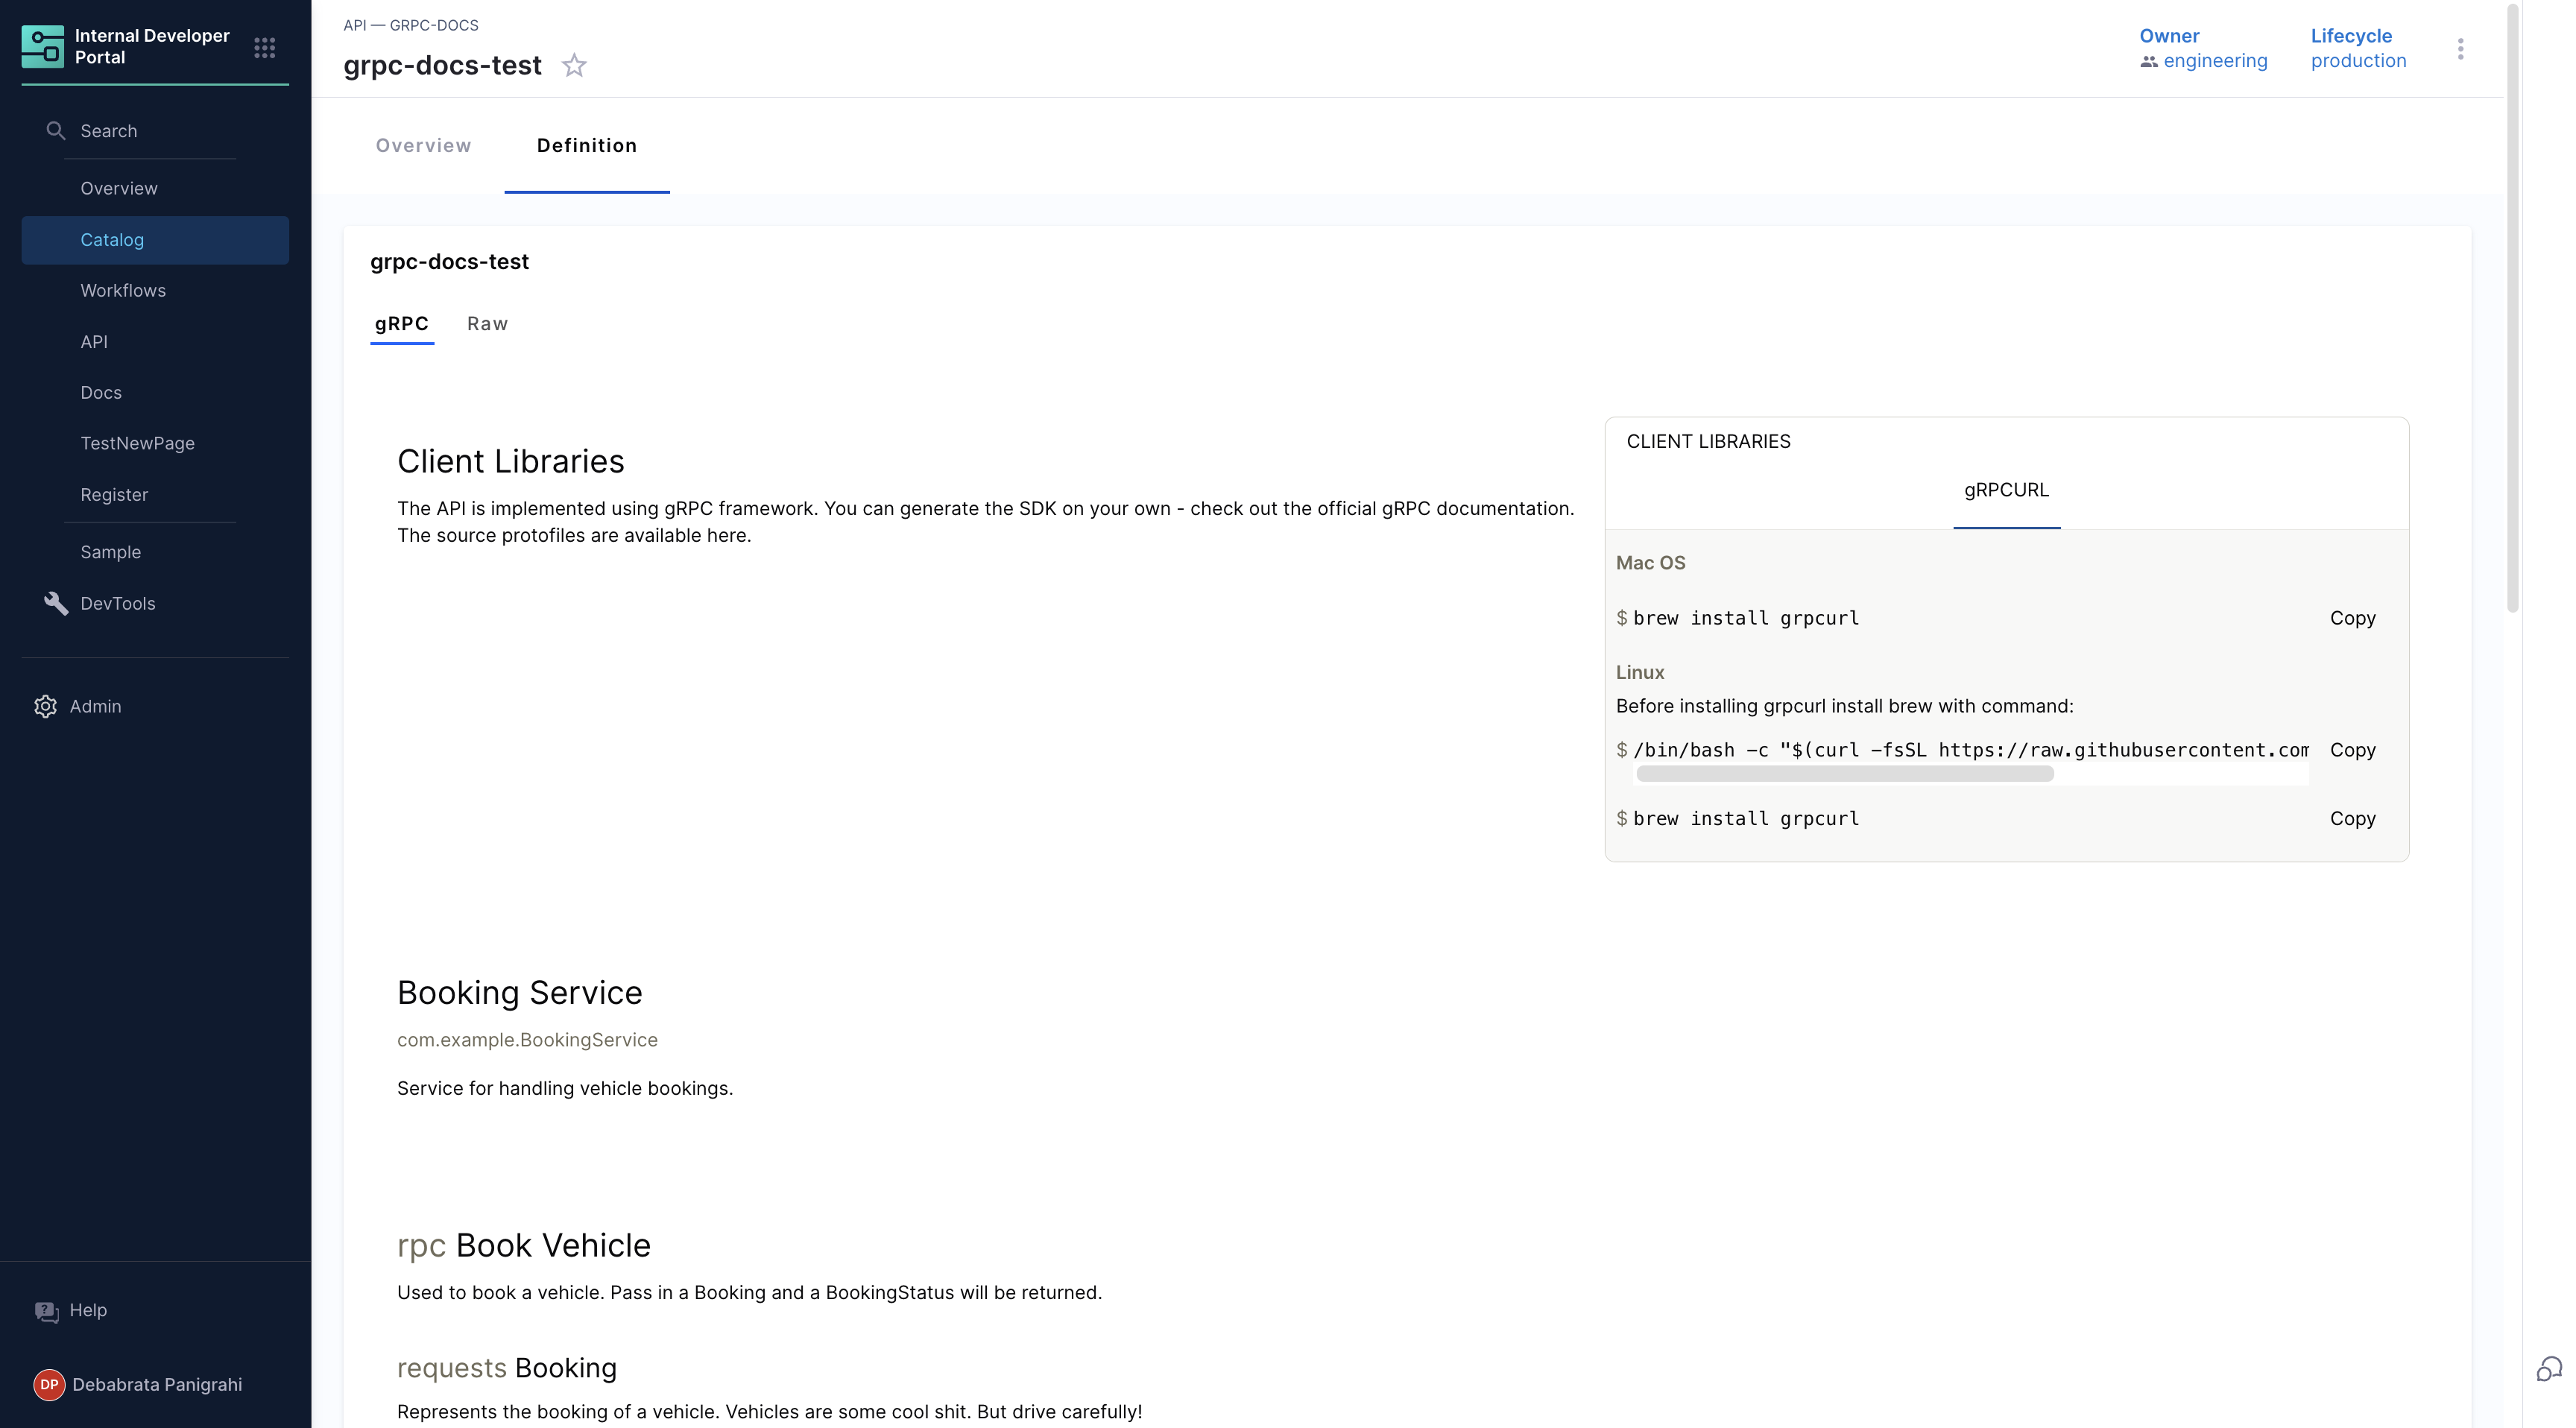 Internal Developer
Portal
Search
Overview
Catalog
Workflows
API
Docs
TestNewPage
Register
Sample
DevTools
Admin
Help
DP Debabrata Panigrahi
API — GRPC-DOCS
grpc-docs-test
Owner
engineering
Lifecycle
production
Overview
Definition
grpc-docs-test
gRPC
Raw
Client Libraries
The API is implemented using gRPC framework. You can generate the SDK on your own - check out the official gRPC documentation.
The source protofiles are available here.
CLIENT LIBRARIES
gRPCURL
Mac OS
$ brew install grpcurl Copy
Linux
Before installing grpcurl install brew with command:
$ /bin/bash -c "$(curl -fsSL https://raw.githubusercontent.com Copy
$ brew install grpcurl Copy
Booking Service
com.example.BookingService
Service for handling vehicle bookings.
rpc Book Vehicle
Used to book a vehicle. Pass in a Booking and a BookingStatus will be returned.
requests Booking
Represents the booking of a vehicle. Vehicles are some cool shit. But drive carefully!